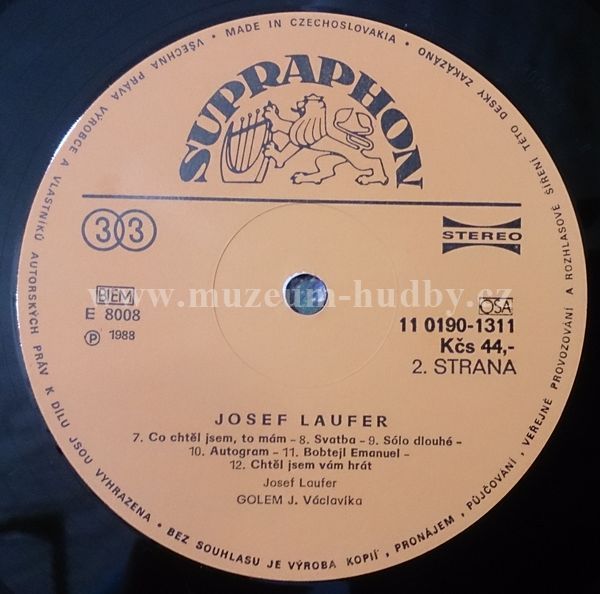 MADE IN CZECHOSLOVAKIA • VŠECHNA PRÁVA VÝROBCE A VLASTNÍKŮ AUTORSKÝCH PRÁV K DÍLU JSOU VYHRAZENA • BEZ SOUHLASU JE VÝROBA KOPIÍ, PRONÁJEM, PŮJČOVÁNÍ, VEŘEJNÉ PROVOZOVÁNÍ A ROZHLASOVÉ ŠÍŘENÍ TÉTO DESKY ZAKÁZÁNO •
SUPRAPHON
33
STEREO
www.muzeum-hudby.cz
BIEM
OSA
E 8008
11 0190-1311
Ⓟ 1988
Kčs 44,-
2. STRANA
JOSEF LAUFER
7. Co chtěl jsem, to mám – 8. Svatba – 9. Sólo dlouhé –
10. Autogram – 11. Bobtejl Emanuel –
12. Chtěl jsem vám hrát
Josef Laufer
GOLEM J. Václavíka